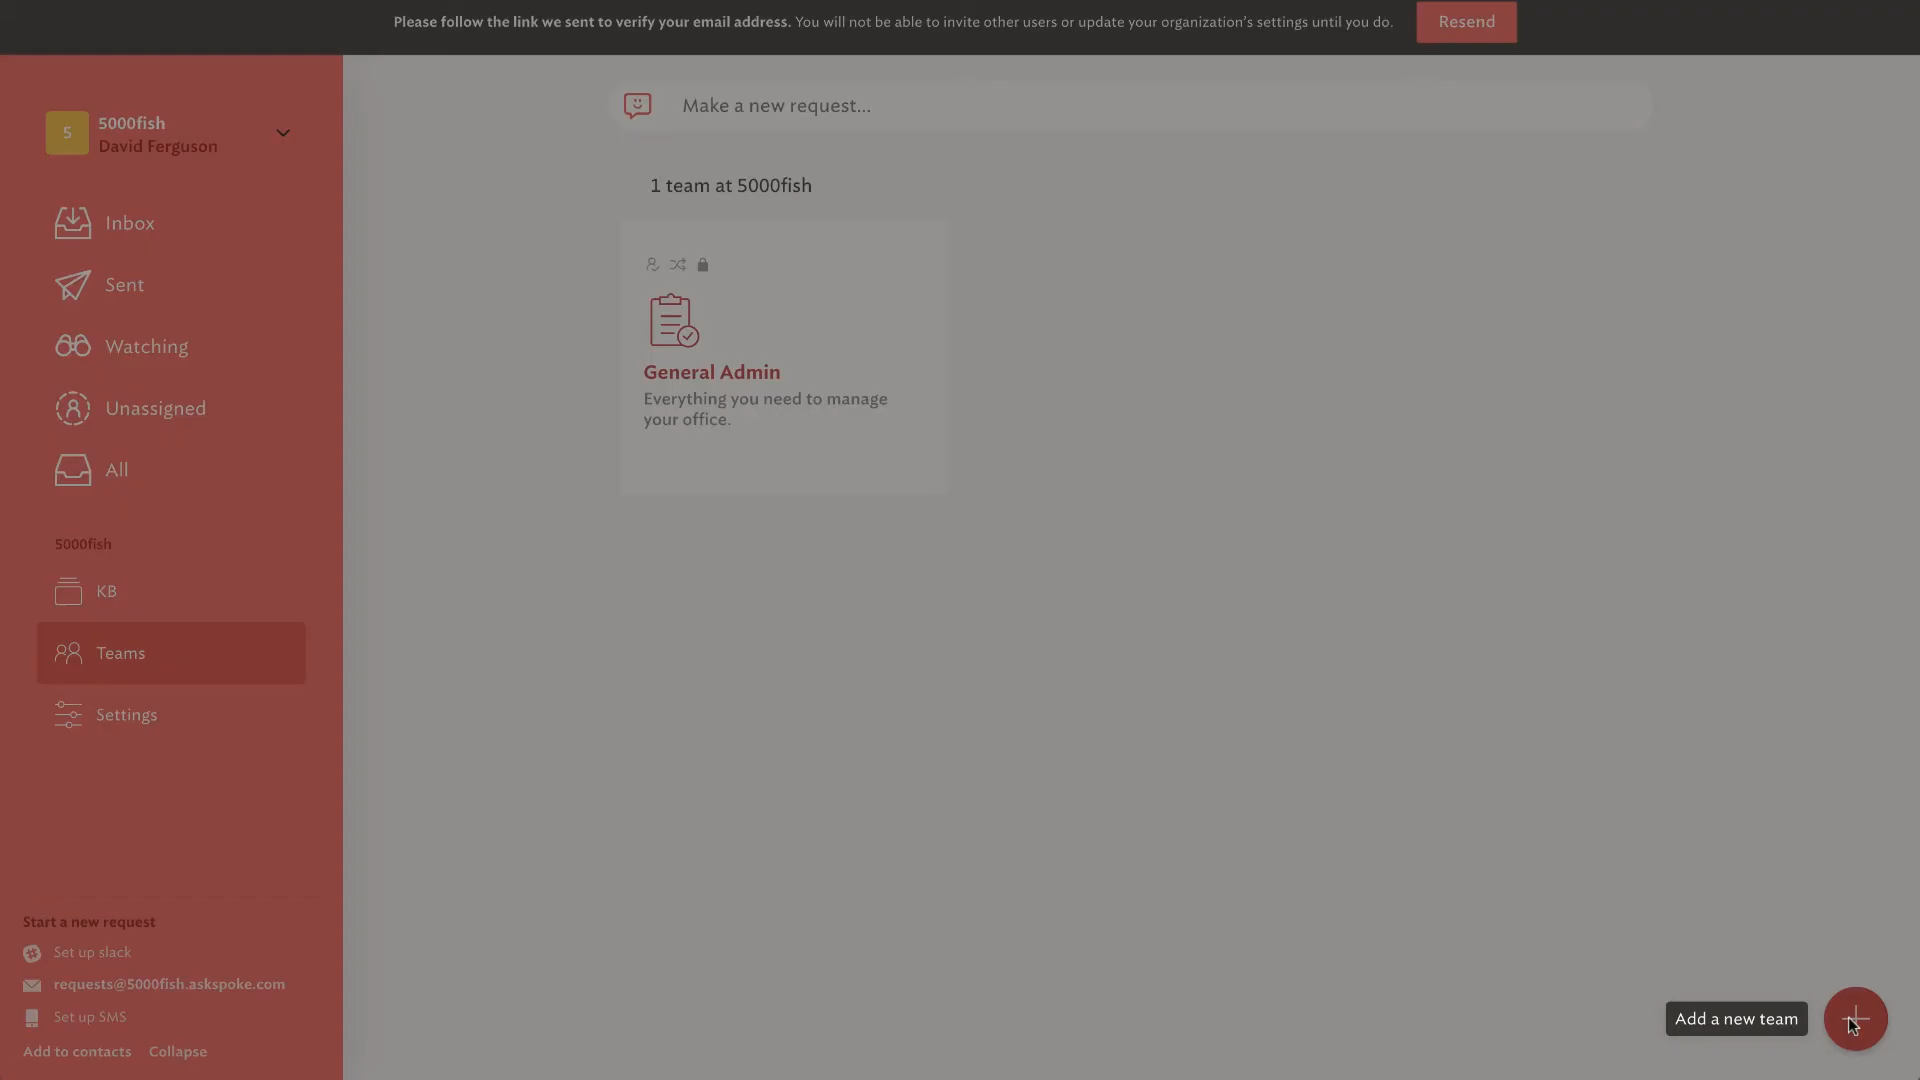 Please follow the link we sent to verify your email address. You will not be able to invite other users or update your organization's settings until you do.
Resend
5
5000fish
David Ferguson
Inbox
Sent
Watching
Unassigned
All
5000fish
KB
Teams
Settings
Start a new request
Set up slack
requests@5000fish.askspoke.com
Set up SMS
Add to contacts
Collapse
Make a new request...
1 team at 5000fish
General Admin
Everything you need to manage
your office.
Add a new team